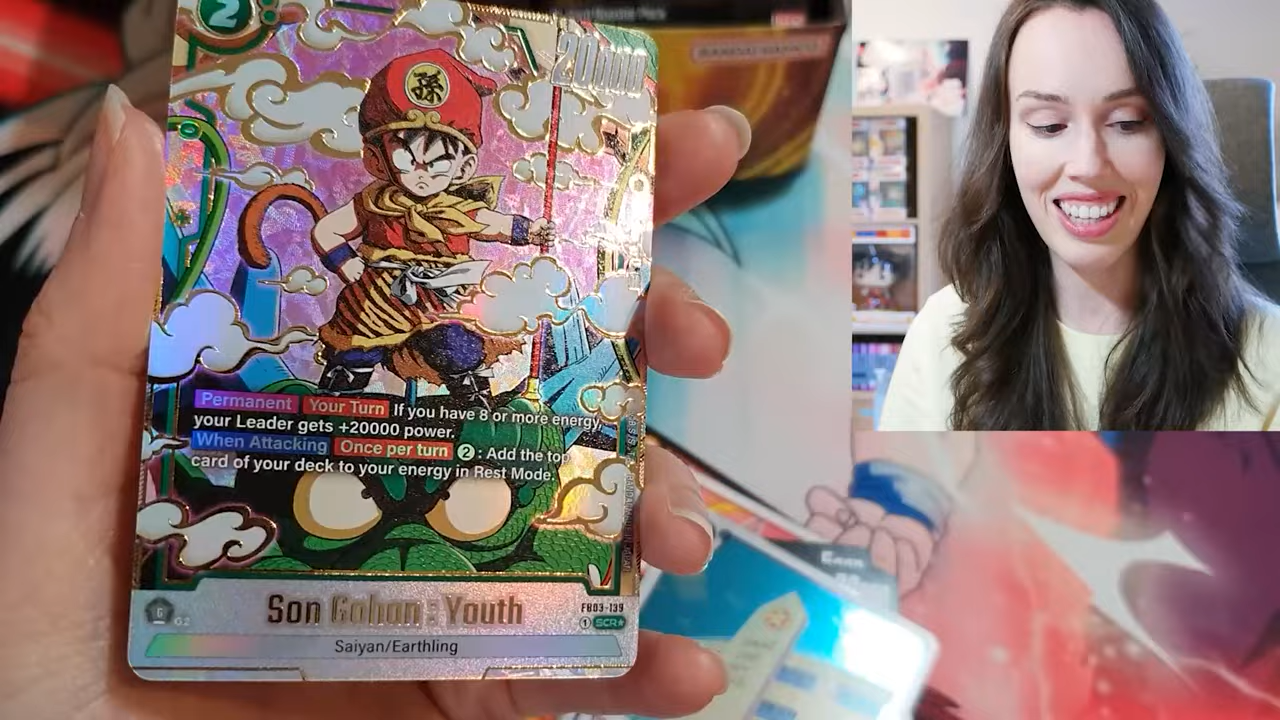 2
20000
孫
Permanent Your Turn If you have 8 or more energy,
your Leader gets +20000 power.
When Attacking Once per turn 2 : Add the top
card of your deck to your energy in Rest Mode.
Son Gohan : Youth
FB03-139
G G2
1 SCR★
Saiyan/Earthling